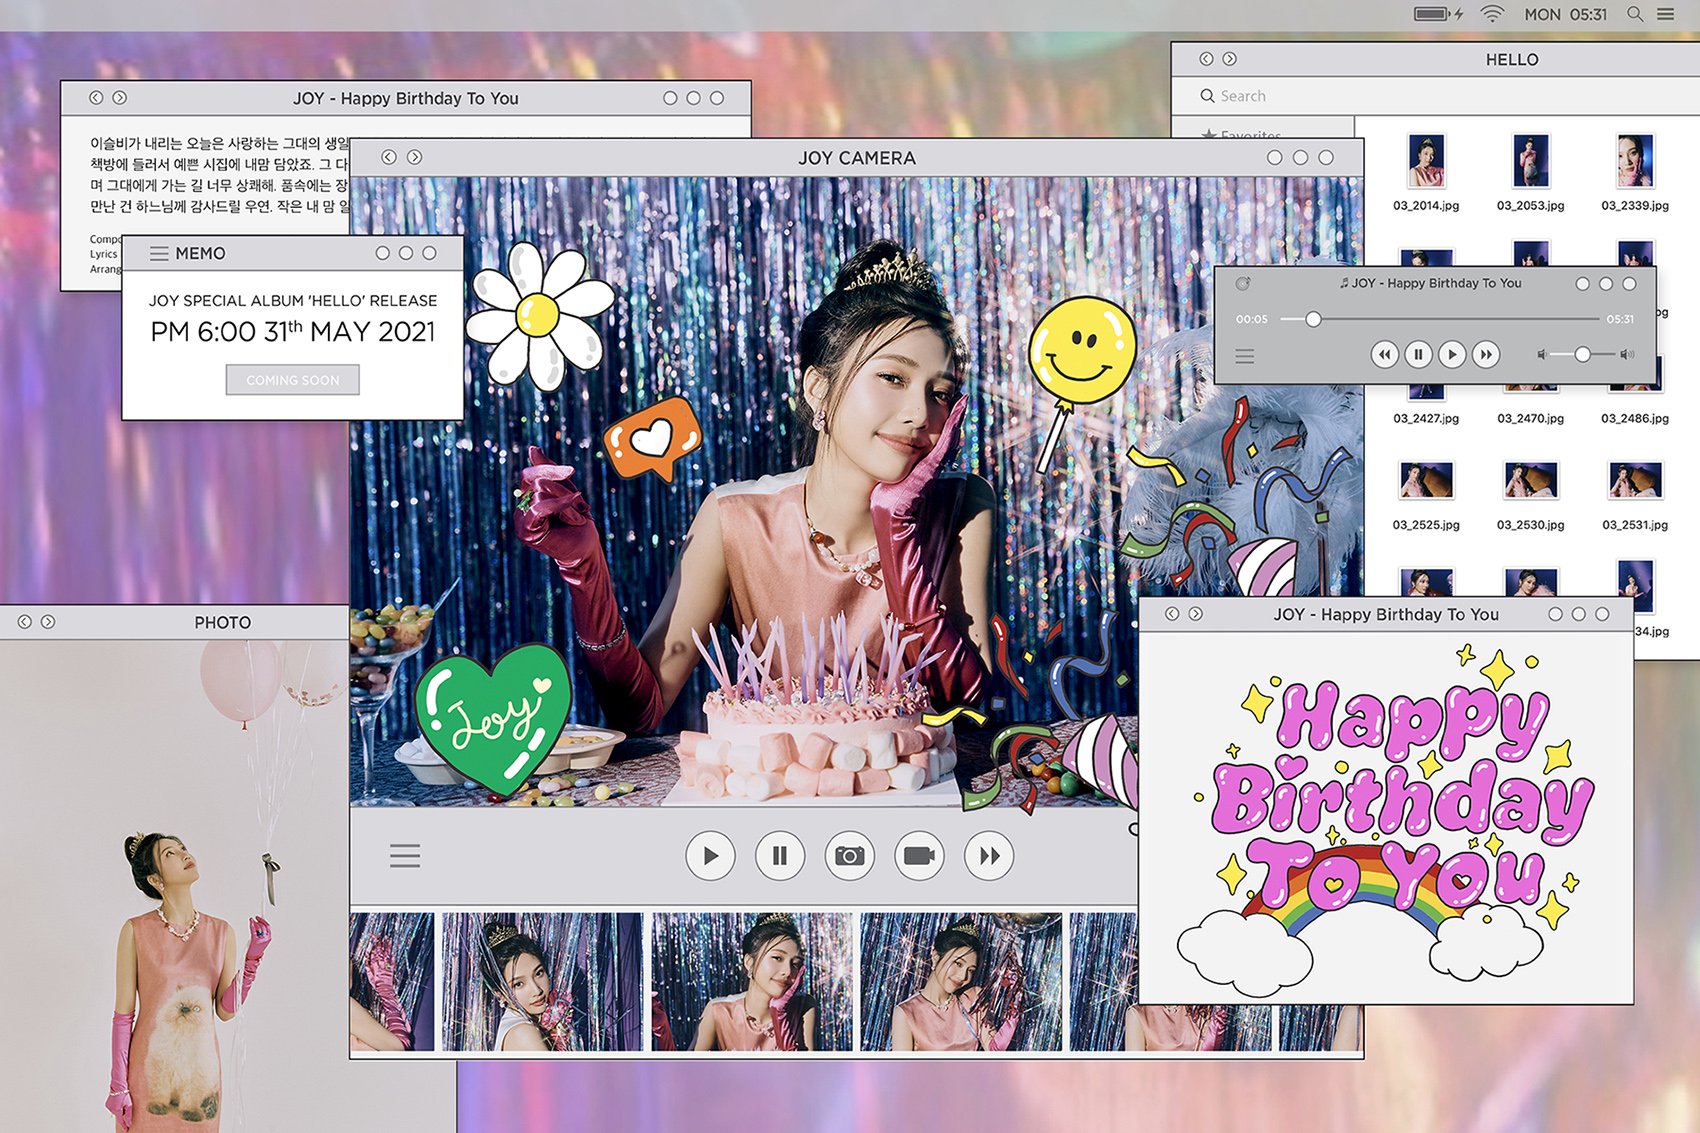 MON 05:31
JOY - Happy Birthday To You
이슬비가 내리는 오늘은 사랑하는 그대의 생일
책방에 들러서 예쁜 시집에 내맘 담았죠. 그 다
며 그대에게 가는 길 너무 상쾌해. 품속에는 장
만난 건 하느님께 감사드릴 우연. 작은 내 맘 일
Compo
Lyrics
Arrang
MEMO
JOY SPECIAL ALBUM 'HELLO' RELEASE
PM 6:00 31th MAY 2021
COMING SOON
JOY CAMERA
Joy
HELLO
Search
Favorites
03_2014.jpg 03_2053.jpg 03_2339.jpg
♬ JOY - Happy Birthday To You
00:05 05:31
03_2427.jpg 03_2470.jpg 03_2486.jpg
03_2525.jpg 03_2530.jpg 03_2531.jpg
34.jpg
PHOTO
JOY - Happy Birthday To You
Happy
Birthday
To You